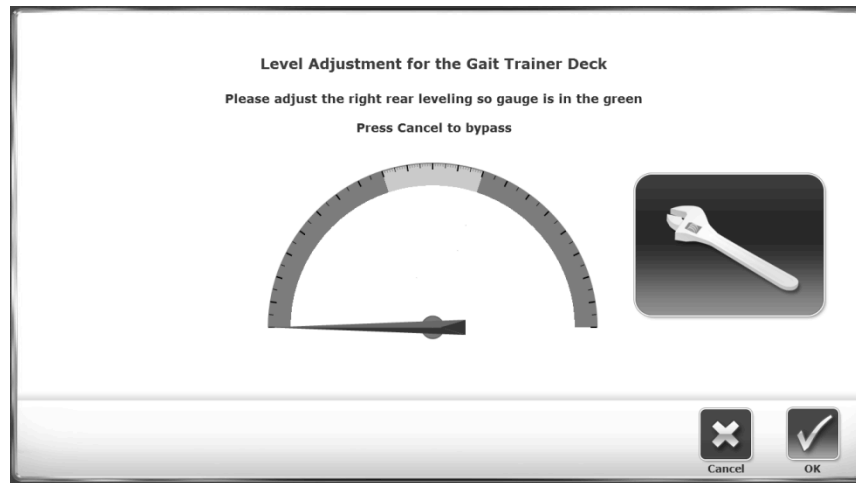 Level Adjustment for the Gait Trainer Deck
Please adjust the right rear leveling so gauge is in the green
Press Cancel to bypass
Cancel
OK